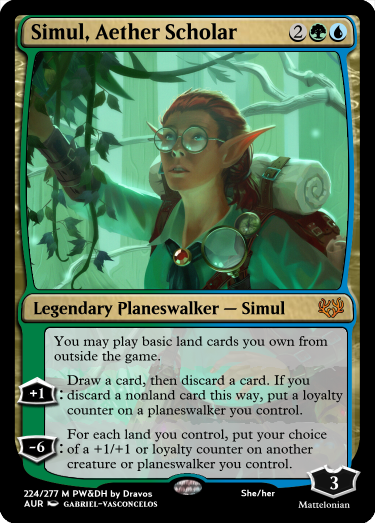 Simul, Aether Scholar 2
Legendary Planeswalker — Simul
You may play basic land cards you own from
outside the game.
+1: Draw a card, then discard a card. If you
discard a nonland card this way, put a loyalty
counter on a planeswalker you control.
-6: For each land you control, put your choice
of a +1/+1 or loyalty counter on another
creature or planeswalker you control.
3
224/277 M PW&DH by Dravos She/her
AUR GABRIEL-VASCONCELOS Mattelonian